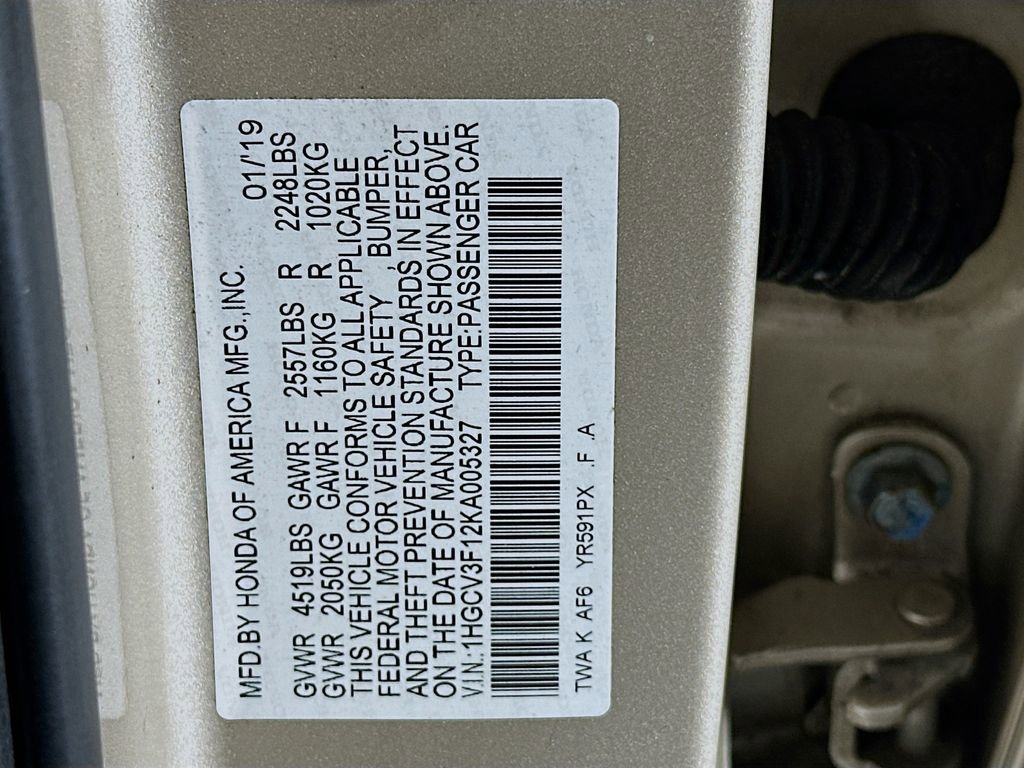 MFD.BY HONDA OF AMERICA MFG.,INC. 01/'19
GVWR 4519LBS GAWR F 2557LBS R 2248LBS
GVWR 2050KG GAWR F 1160KG R 1020KG
THIS VEHICLE CONFORMS TO ALL APPLICABLE
FEDERAL MOTOR VEHICLE SAFETY, BUMPER,
AND THEFT PREVENTION STANDARDS IN EFFECT
ON THE DATE OF MANUFACTURE SHOWN ABOVE.
V.I.N.:1HGCV3F12KA005327 TYPE:PASSENGER CAR
TWA K AF6 YR591PX .F .A